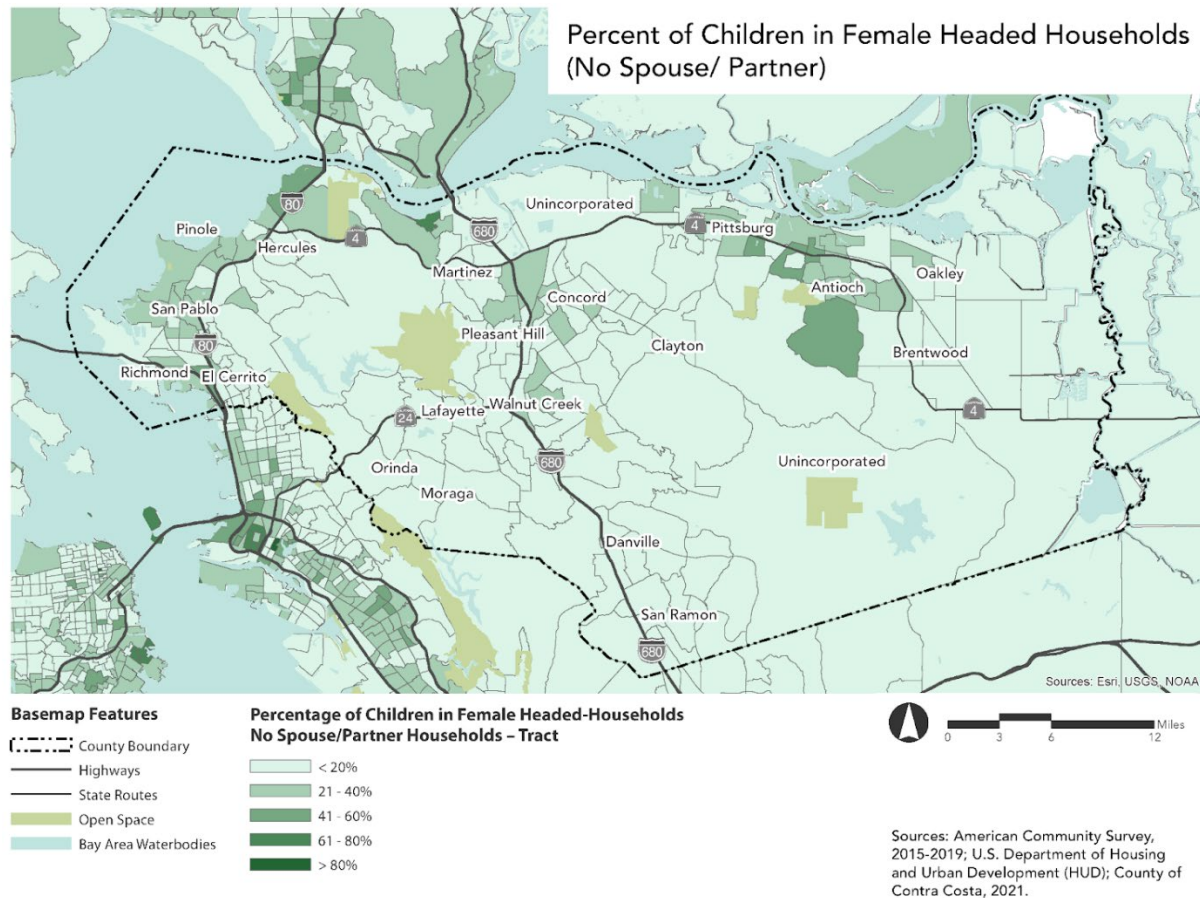 Percent of Children in Female Headed Households
(No Spouse/ Partner)
80
Unincorporated
Pinole
680
4
Pittsburg
Hercules
4
Martinez
Oakley
Antioch
San Pablo
Concord
80
Pleasant Hill
Clayton
Brentwood
Richmond
El Cerrito
24
Lafayette
Walnut Creek
4
Orinda
680
Unincorporated
Moraga
Danville
San Ramon
680
Sources: Esri, USGS, NOAA
Basemap Features
County Boundary
Highways
State Routes
Open Space
Bay Area Waterbodies
Percentage of Children in Female Headed-Households
No Spouse/Partner Households – Tract
< 20%
21 - 40%
41 - 60%
61 - 80%
> 80%
Miles
0 3 6 12
Sources: American Community Survey,
2015-2019; U.S. Department of Housing
and Urban Development (HUD); County of
Contra Costa, 2021.